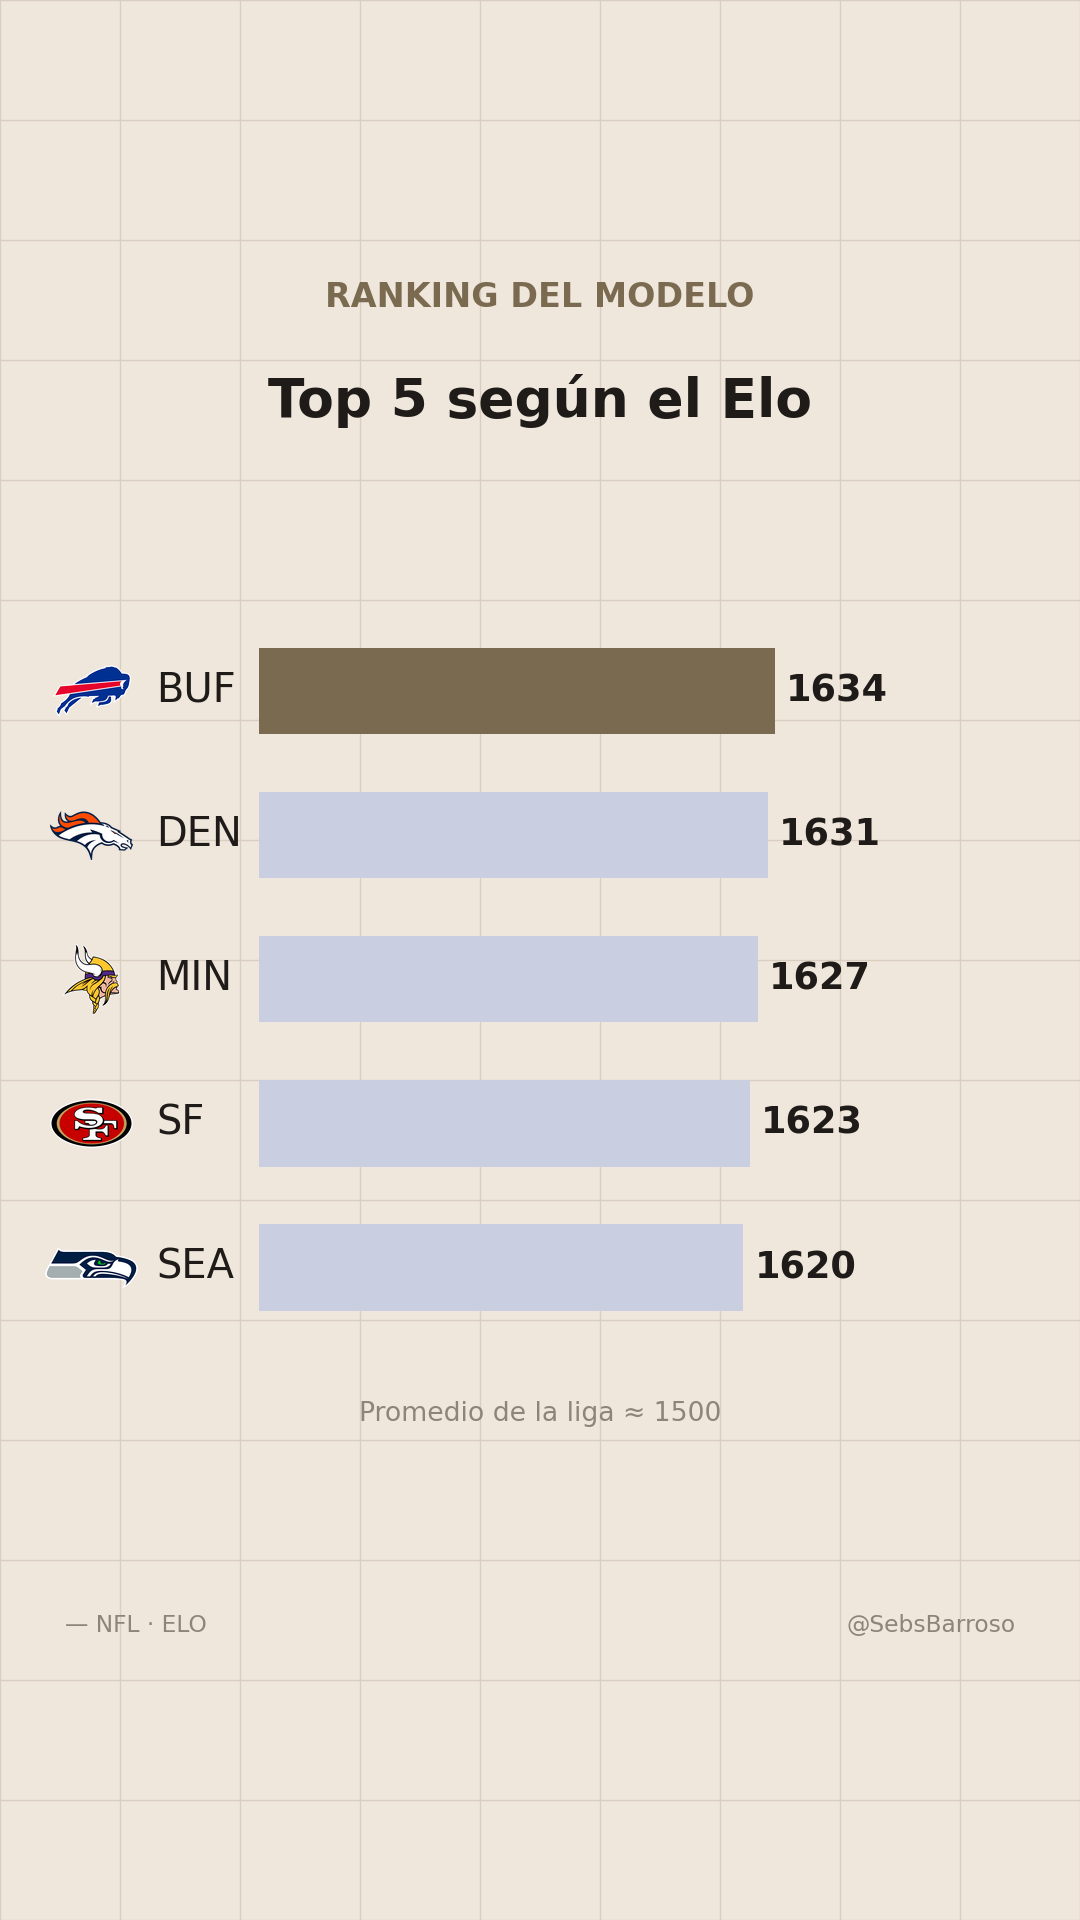 RANKING DEL MODELO
Top 5 según el Elo
BUF 1634
DEN 1631
MIN 1627
SF 1623
SEA 1620
Promedio de la liga ≈ 1500
— NFL · ELO @SebsBarroso